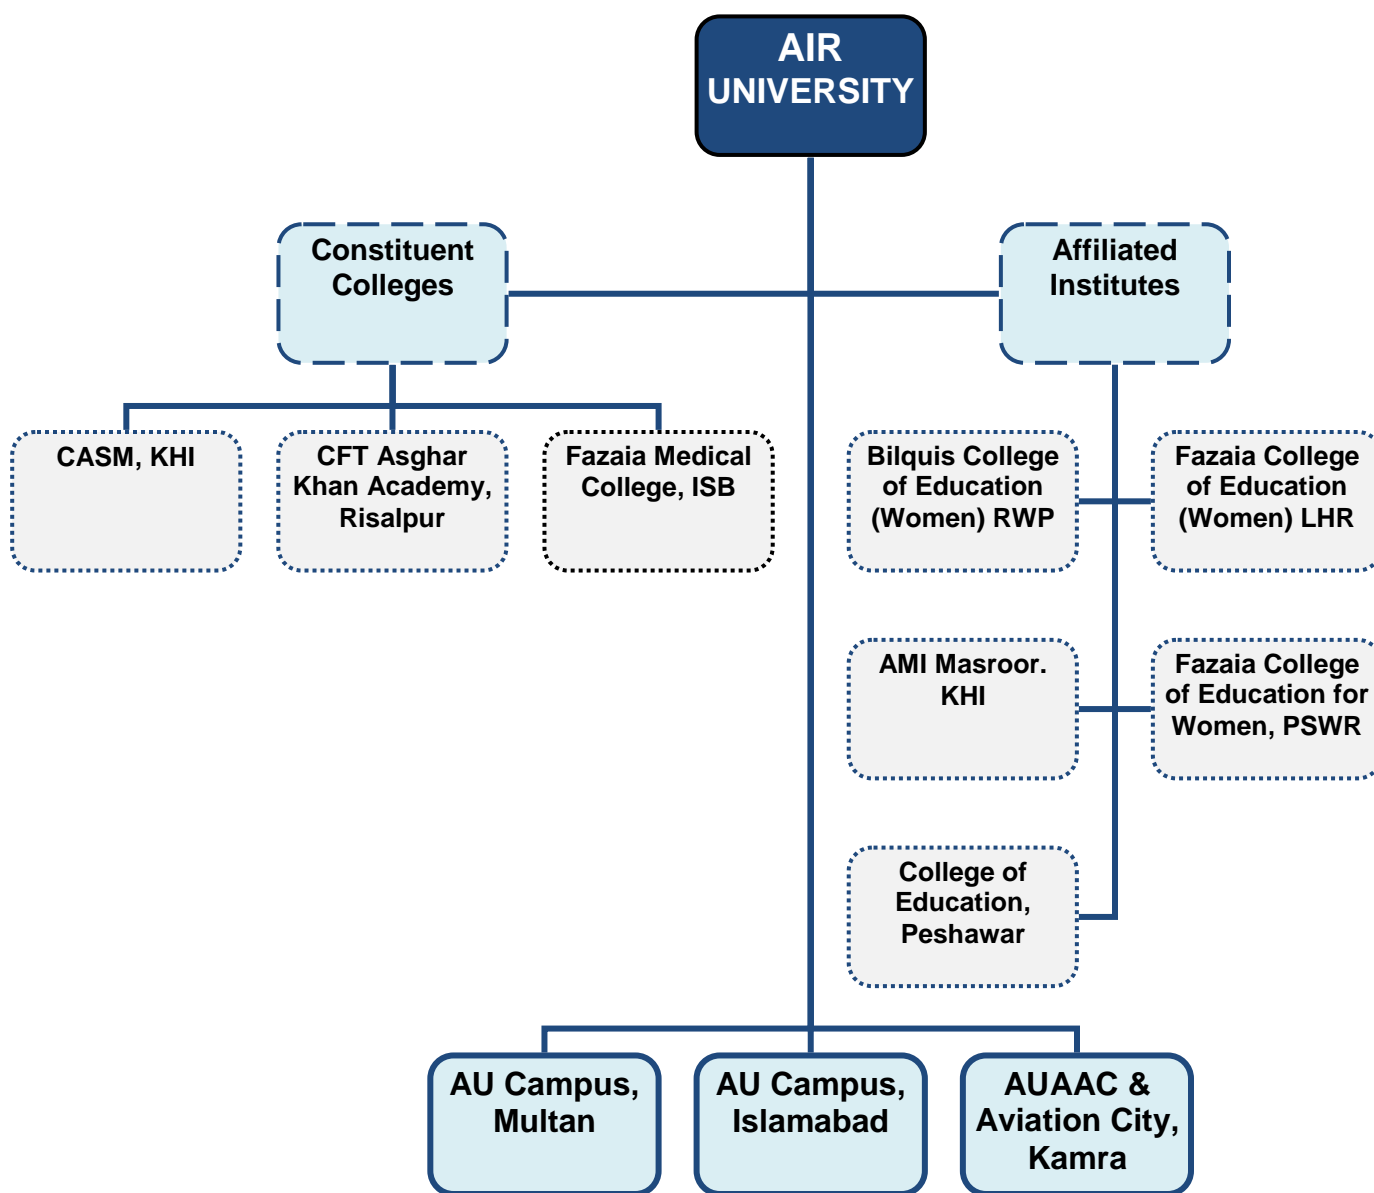 AIR
UNIVERSITY
Constituent
Colleges
Affiliated
Institutes
CASM, KHI
CFT Asghar
Khan Academy,
Risalpur
Fazaia Medical
College, ISB
Bilquis College
of Education
(Women) RWP
Fazaia College
of Education
(Women) LHR
AMI Masroor.
KHI
Fazaia College
of Education for
Women, PSWR
College of
Education,
Peshawar
AU Campus,
Multan
AU Campus,
Islamabad
AUAAC &
Aviation City,
Kamra